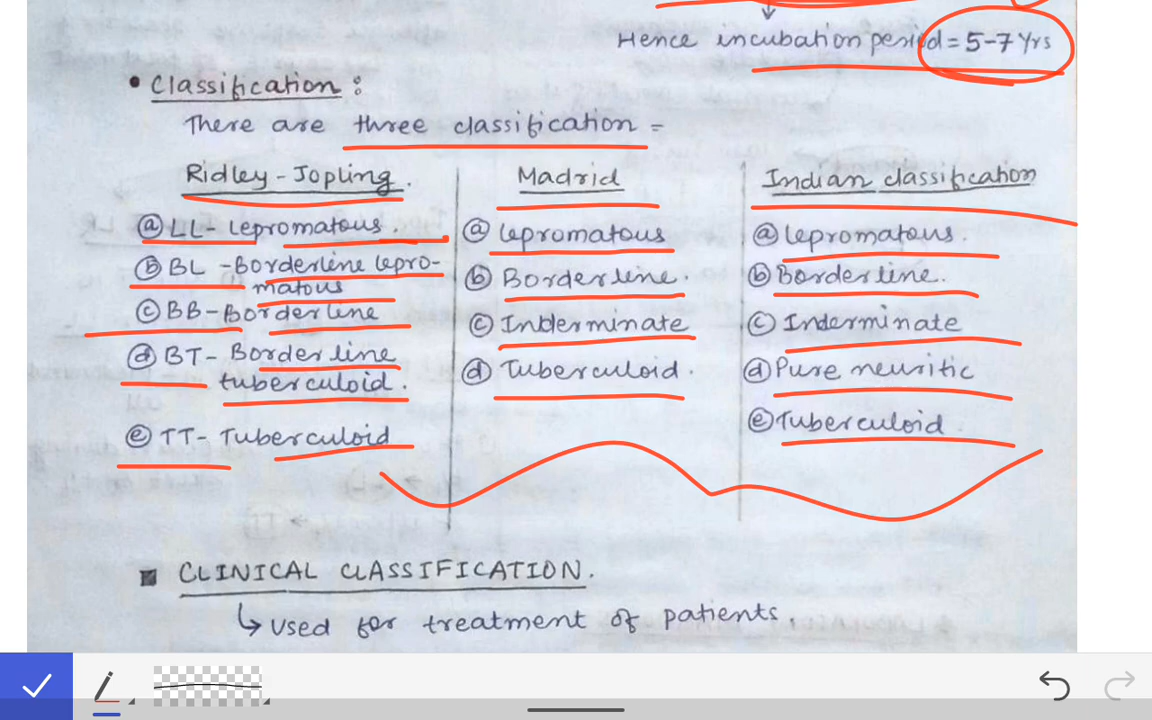 Hence incubation period = 5-7 Yrs
• Classification :
There are three classification =
Ridley - Jopling.
ⓐ LL - lepromatous.
ⓑ BL - Borderline lepro-
matous
ⓒ BB - Borderline
ⓓ BT - Borderline
tuberculoid.
ⓔ TT - Tuberculoid
Madrid
ⓐ lepromatous
ⓑ Borderline.
ⓒ Inderminate
ⓓ Tuberculoid.
Indian classification
ⓐ lepromatous.
ⓑ Borderline.
ⓒ Inderminate
ⓓ Pure neuritic
ⓔ Tuberculoid.
■ CLINICAL CLASSIFICATION.
↳ Used for treatment of patients.